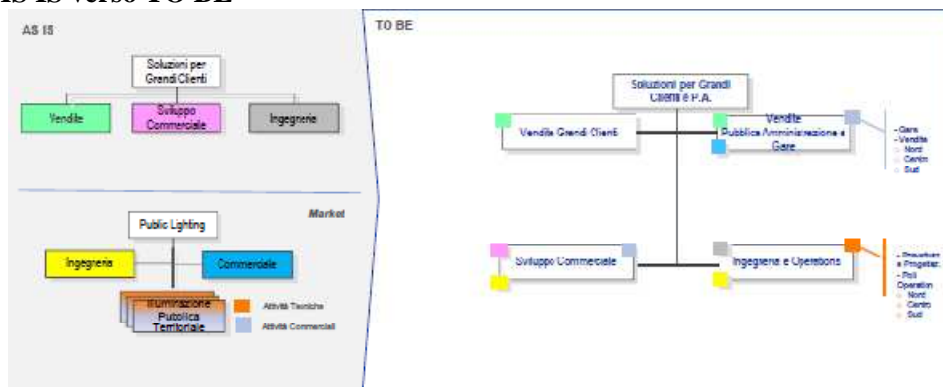 AS IS verso TO BE
AS IS
Soluzioni per
Grandi Clienti
Vendite
Sviluppo
Commerciale
Ingegneria
Market
Public Lighting
Ingegneria
Commerciale
Illuminazione
Pubblica
Territoriale
Attività Tecniche
Attività Commerciali
TO BE
Soluzioni per Grandi
Clienti e P.A.
Vendite Grandi Clienti
Vendite
Pubblica Amministrazione e
Gare
- Gare
- Vendite
Nord
Centro
Sud
Sviluppo Commerciale
Ingegneria e Operations
- Poli
Operation
Nord
Centro
Sud